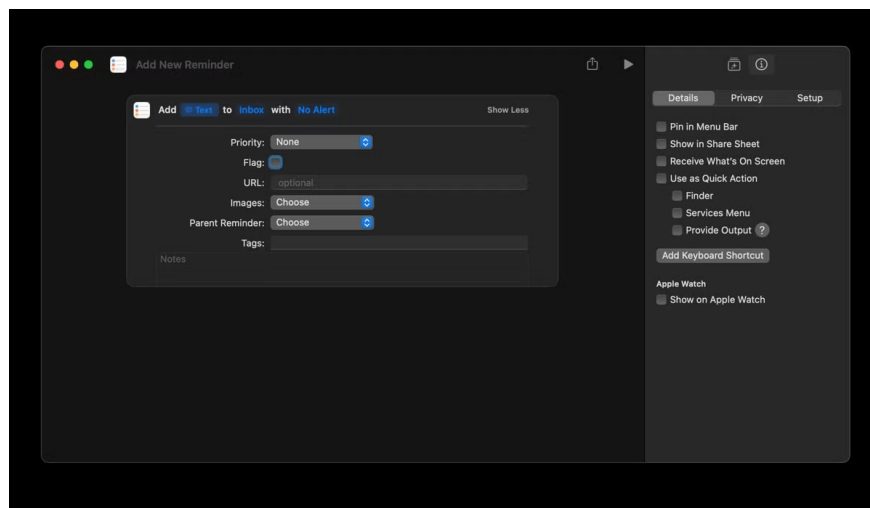 Add New Reminder
Add Text to Inbox with No Alert
Show Less
Priority: None
Flag:
URL: optional
Images: Choose
Parent Reminder: Choose
Tags:
Notes
Details Privacy Setup
Pin in Menu Bar
Show in Share Sheet
Receive What's On Screen
Use as Quick Action
Finder
Services Menu
Provide Output ?
Add Keyboard Shortcut
Apple Watch
Show on Apple Watch